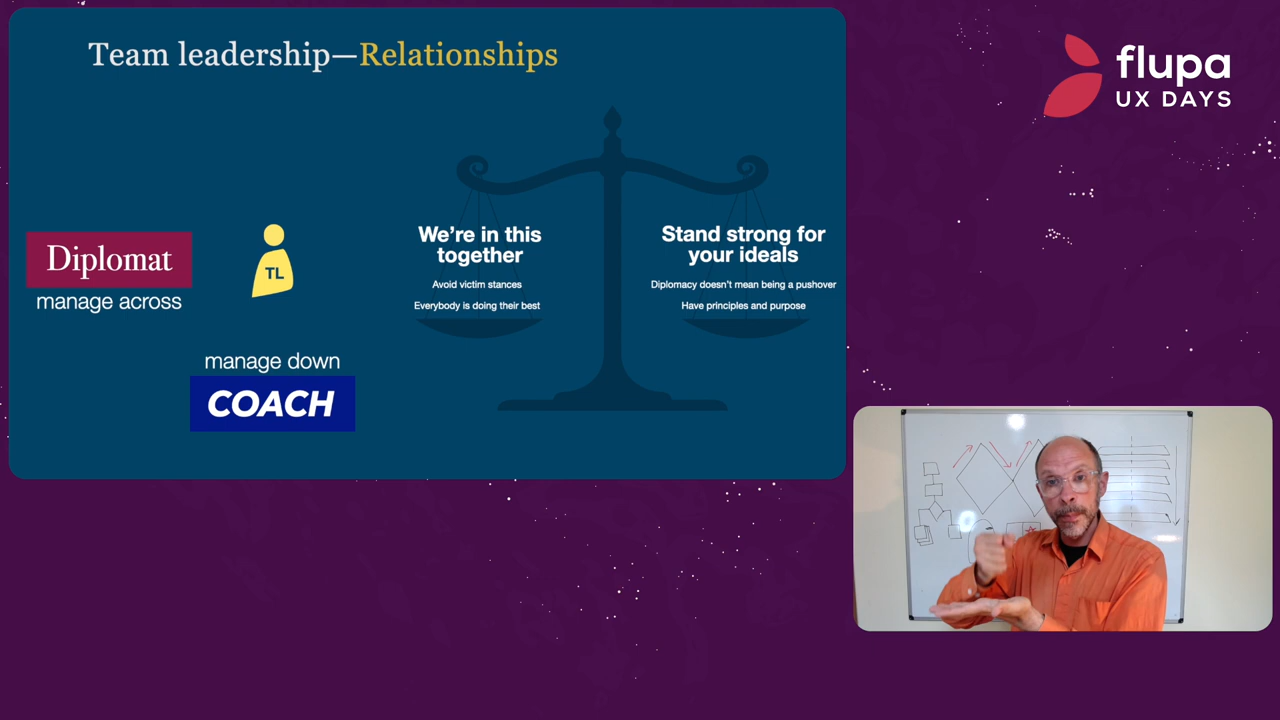 Team leadership—Relationships
flupa
UX DAYS
Diplomat
manage across
TL
manage down
COACH
We're in this
together
Avoid victim stances
Everybody is doing their best
Stand strong for
your ideals
Diplomacy doesn't mean being a pushover
Have principles and purpose